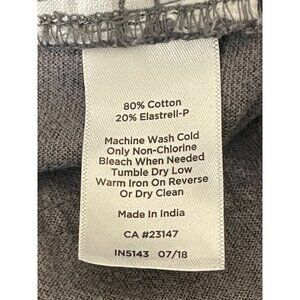 80% Cotton
20% Elastrell-P
Machine Wash Cold
Only Non-Chlorine
Bleach When Needed
Tumble Dry Low
Warm Iron On Reverse
Or Dry Clean
Made In India
CA #23147
IN5143 07/18